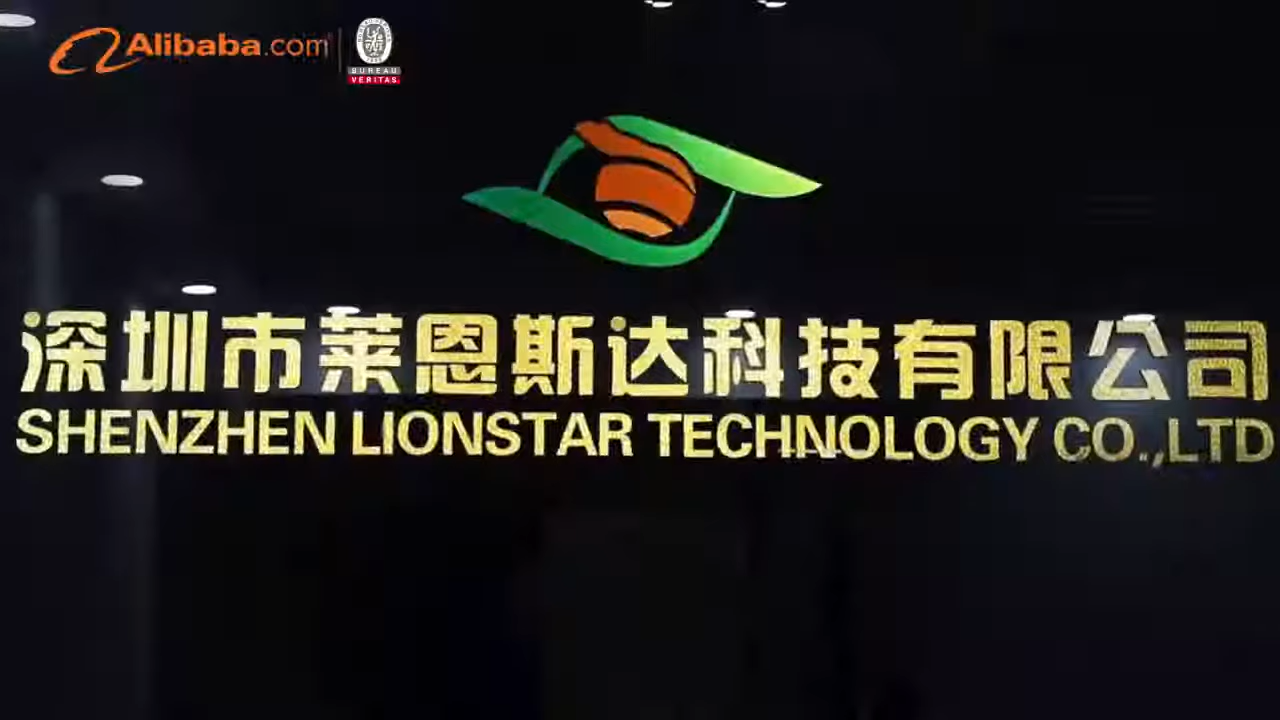 Alibaba.com
BUREAU
VERITAS
深圳市莱恩斯达科技有限公司
SHENZHEN LIONSTAR TECHNOLOGY CO.,LTD